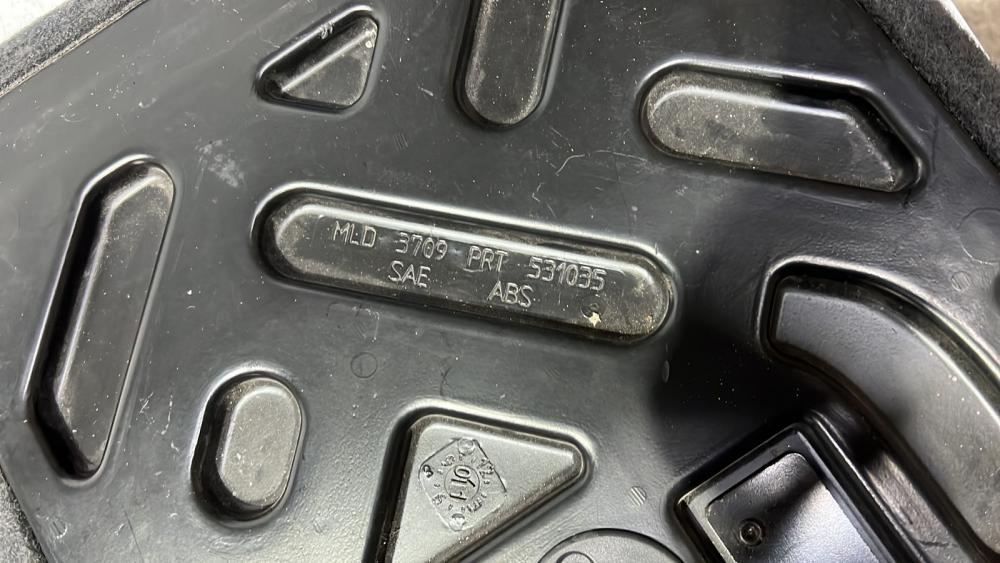 MLD 3709 PRT 531035
SAE ABS